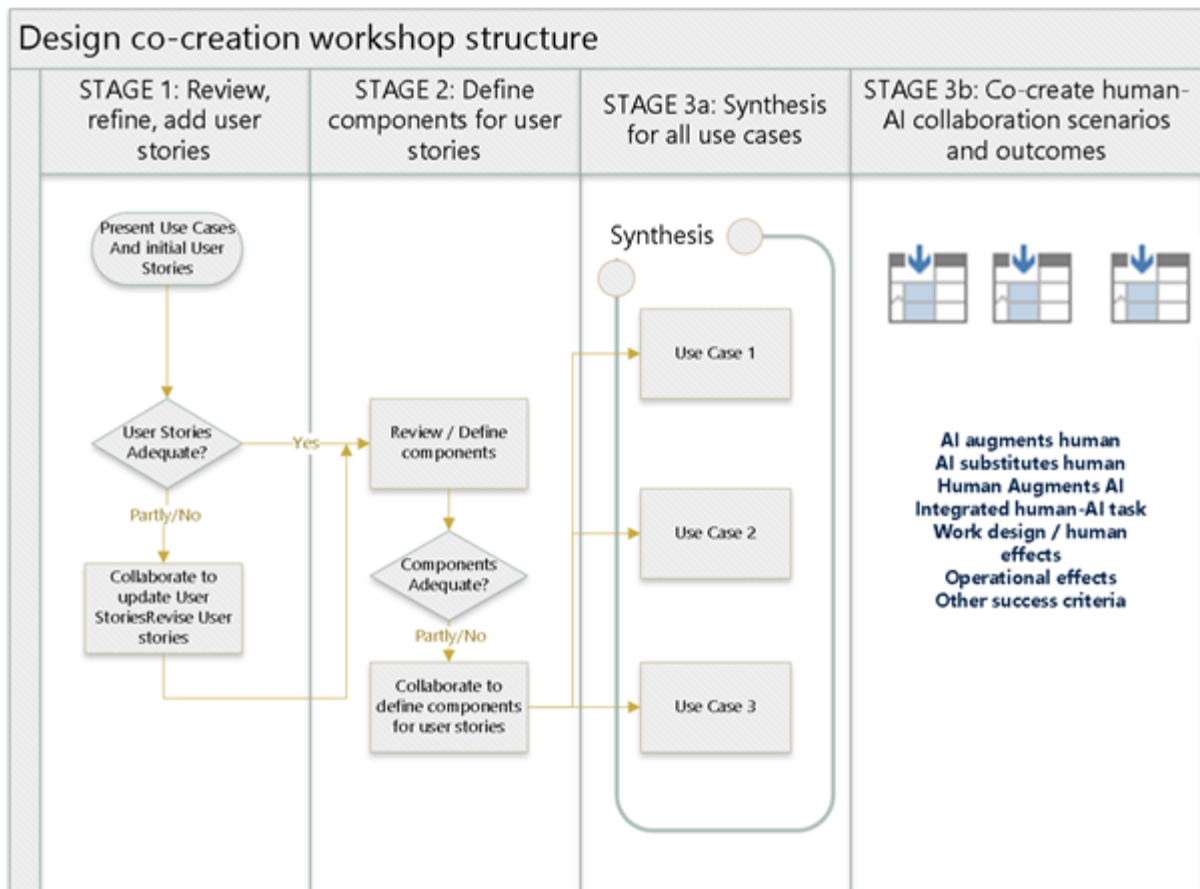 Design co-creation workshop structure
STAGE 1: Review,
refine, add user
stories
STAGE 2: Define
components for user
stories
STAGE 3a: Synthesis
for all use cases
STAGE 3b: Co-create human-
AI collaboration scenarios
and outcomes
Present Use Cases
And initial User
Stories
User Stories
Adequate?
Yes
Partly/No
Collaborate to
update User
StoriesRevise User
stories
Review / Define
components
Components
Adequate?
Partly/No
Collaborate to
define components
for user stories
Synthesis
Use Case 1
Use Case 2
Use Case 3
AI augments human
AI substitutes human
Human Augments AI
Integrated human-AI task
Work design / human
effects
Operational effects
Other success criteria